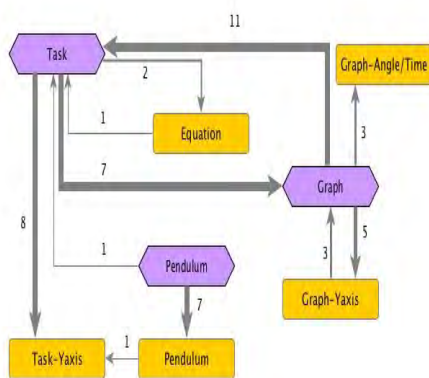 11
Task
2
Graph-Angle/Time
1
Equation
3
7
Graph
8
1
5
3
Pendulum
7
Graph-Yaxis
1
Task-Yaxis
Pendulum